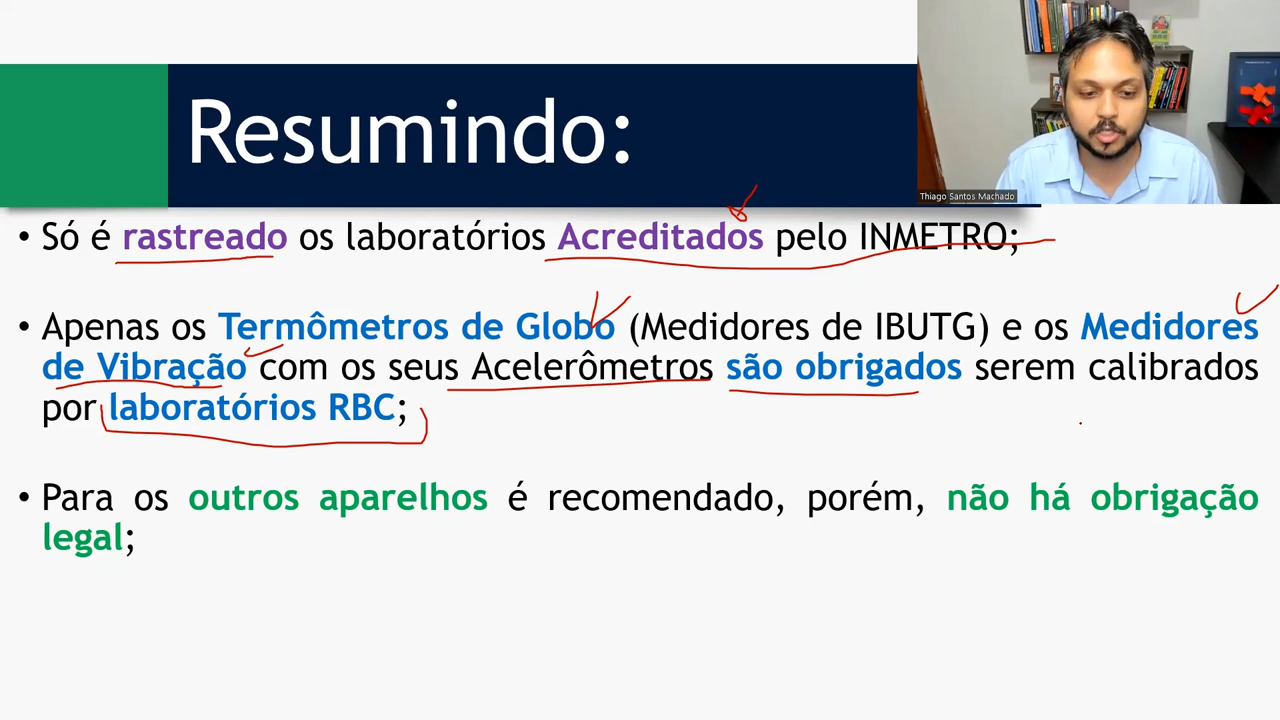 Resumindo:
Thiago Santos Machado
• Só é rastreado os laboratórios Acreditados pelo INMETRO;
• Apenas os Termômetros de Globo (Medidores de IBUTG) e os Medidores
de Vibração com os seus Acelerômetros são obrigados serem calibrados
por laboratórios RBC;
• Para os outros aparelhos é recomendado, porém, não há obrigação
legal;